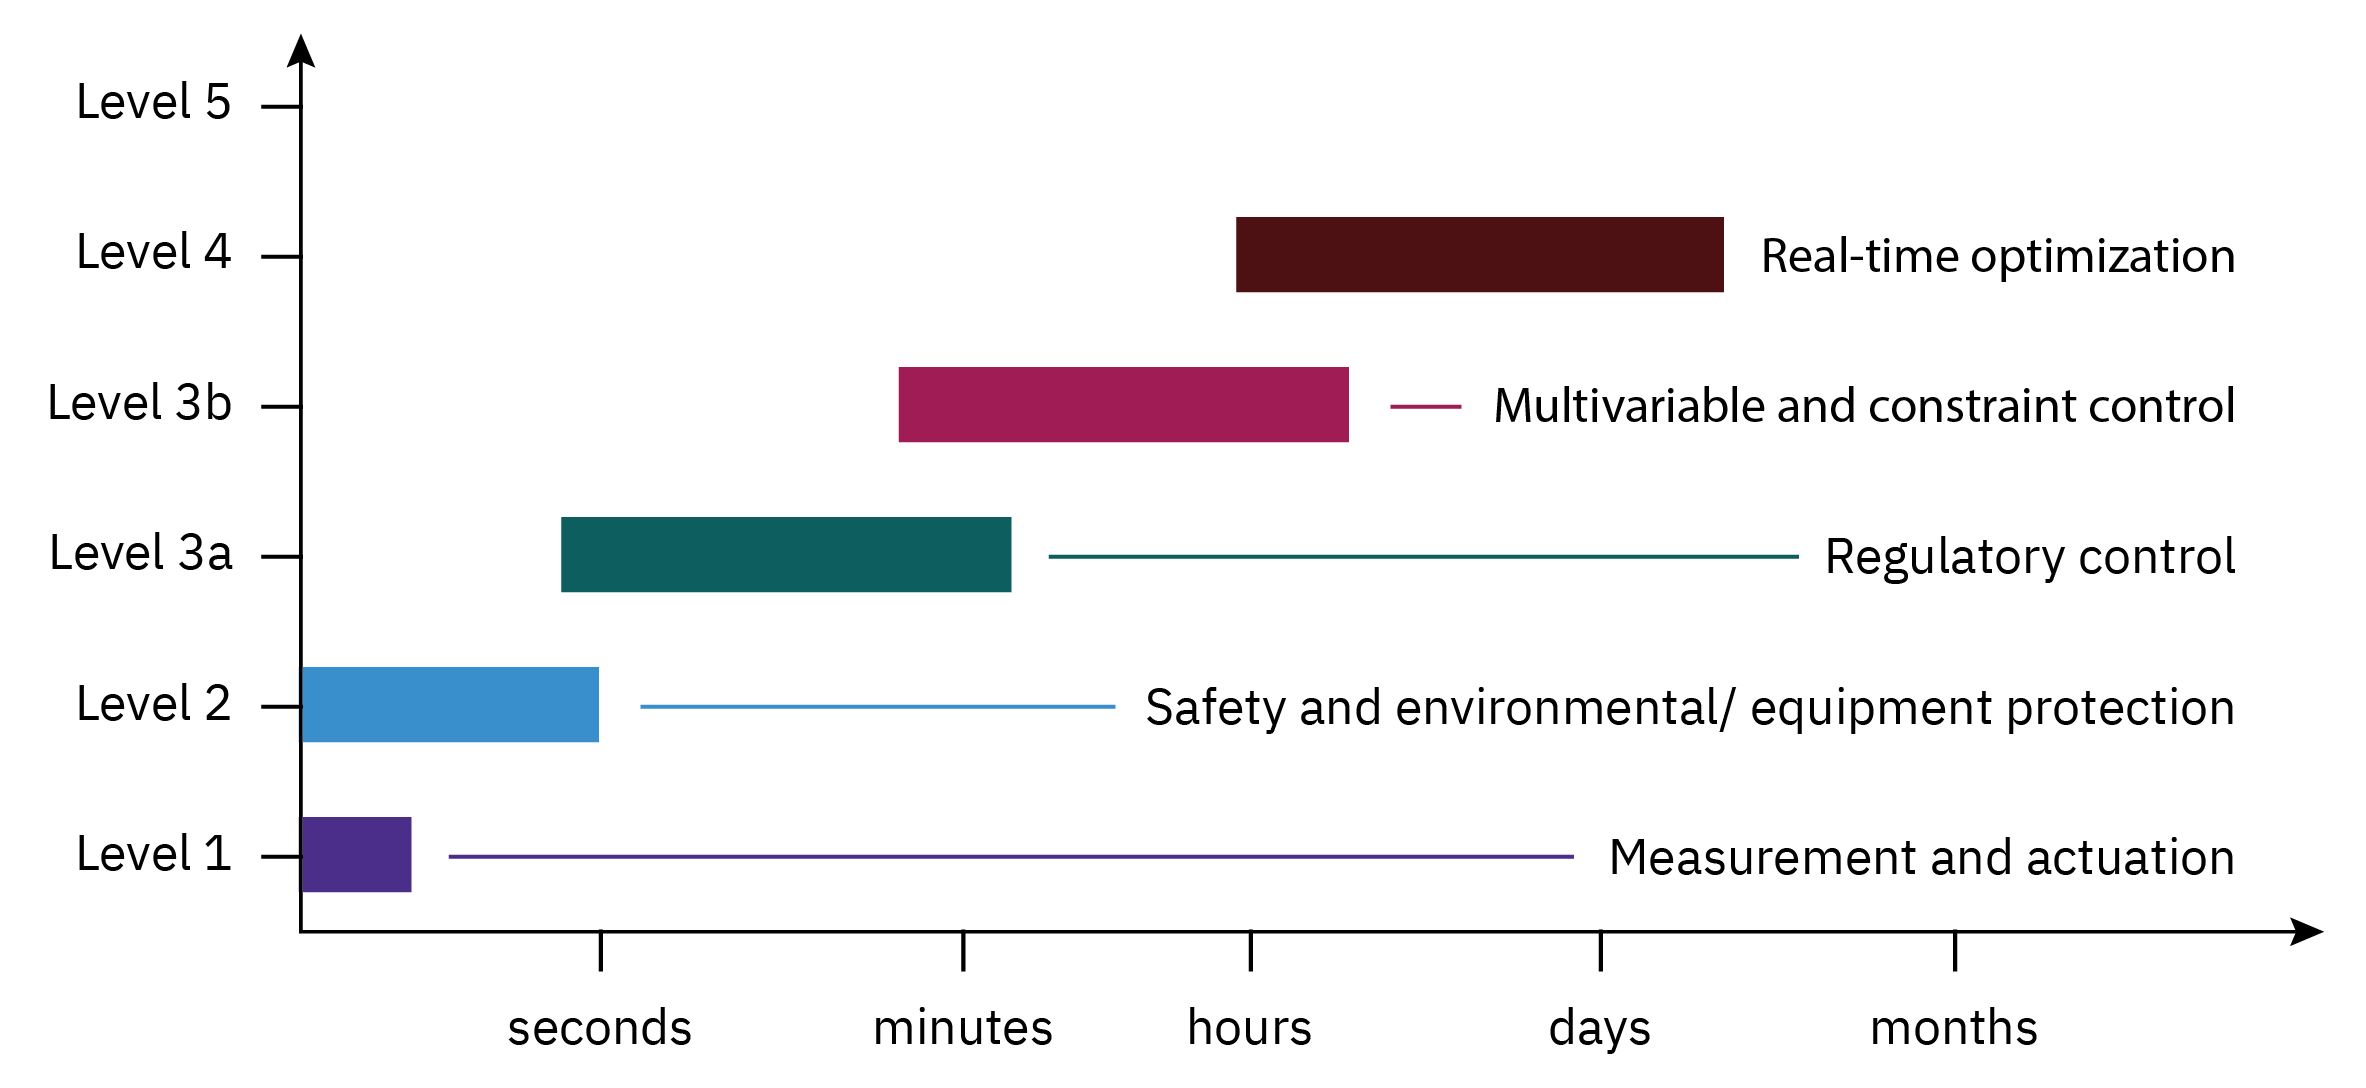 Level 5
Level 4
Real-time optimization
Level 3b
Multivariable and constraint control
Level 3a
Regulatory control
Level 2
Safety and environmental/ equipment protection
Level 1
Measurement and actuation
seconds
minutes
hours
days
months